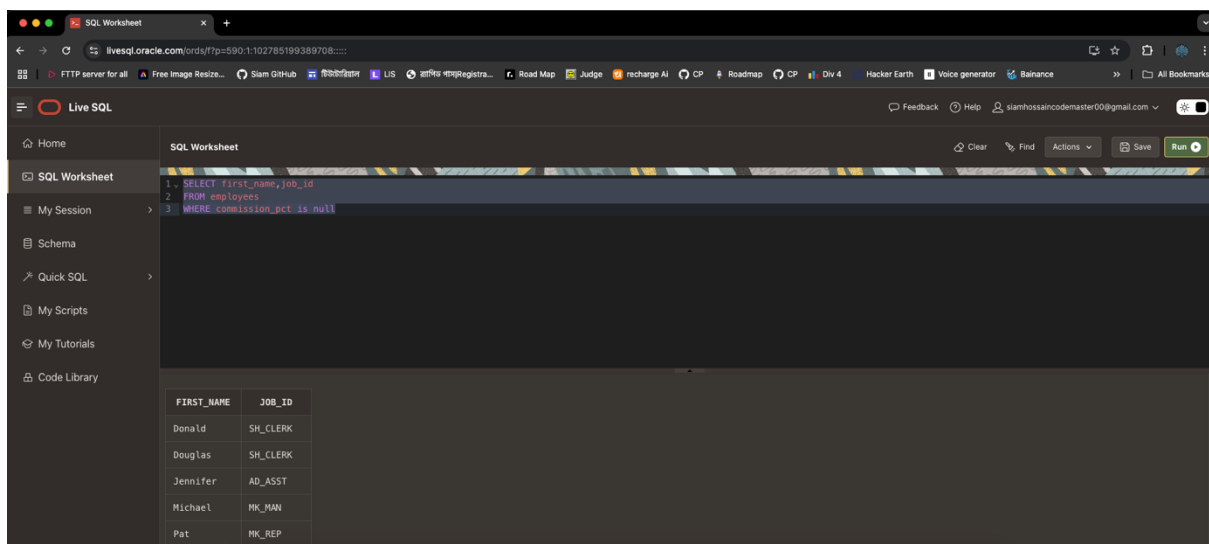 SQL Worksheet
livesql.oracle.com/ords/f?p=590:1:102785199389708:::::
FTTP server for all Free Image Resize... Siam GitHub টিউটোরিয়াল LIS Road Map Judge recharge Ai CP Roadmap CP Div 4 Hacker Earth Voice generator Bainance » All Bookmarks
Live SQL Feedback Help siamhossaincodemaster00@gmail.com
Home
SQL Worksheet Clear Find Actions Save Run
SQL Worksheet
My Session
Schema
Quick SQL
My Scripts
My Tutorials
Code Library
1 SELECT first_name,job_id
2 FROM employees
3 WHERE commission_pct is null
FIRST_NAME JOB_ID
Donald SH_CLERK
Douglas SH_CLERK
Jennifer AD_ASST
Michael MK_MAN
Pat MK_REP